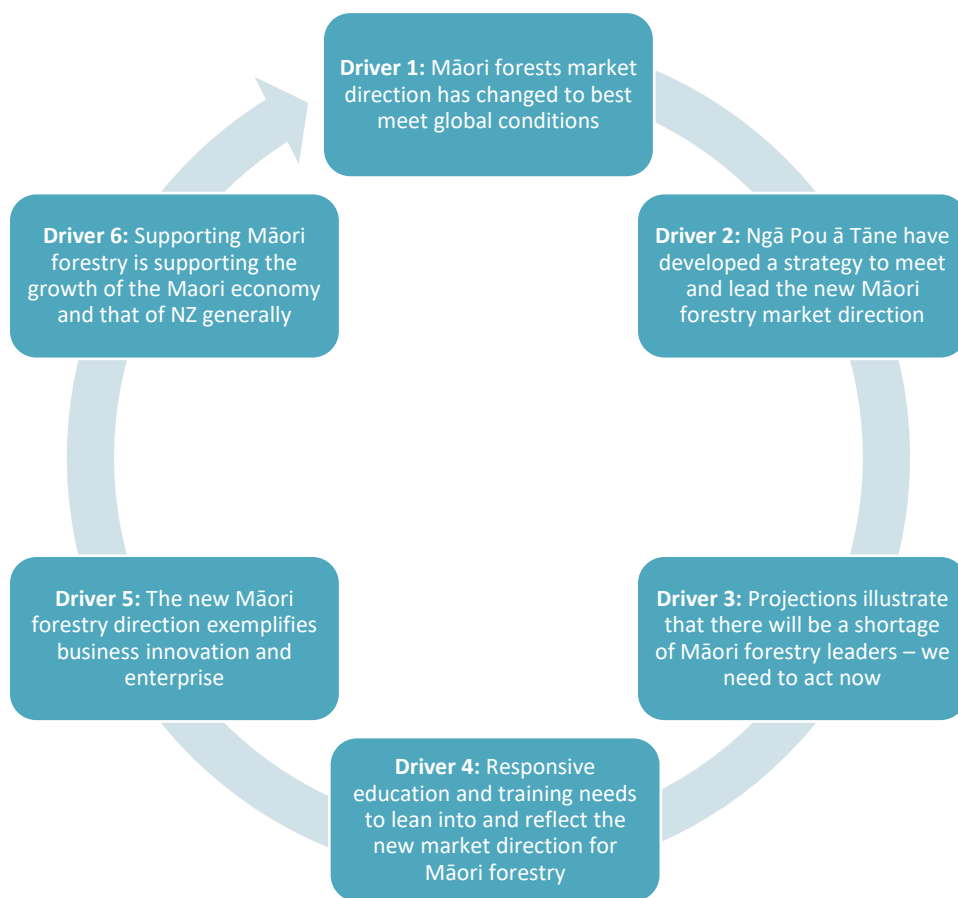 Driver 1: Māori forests market
direction has changed to best
meet global conditions
Driver 2: Ngā Pou ā Tāne have
developed a strategy to meet
and lead the new Māori
forestry market direction
Driver 3: Projections illustrate
that there will be a shortage
of Māori forestry leaders – we
need to act now
Driver 4: Responsive
education and training needs
to lean into and reflect the
new market direction for
Māori forestry
Driver 5: The new Māori
forestry direction exemplifies
business innovation and
enterprise
Driver 6: Supporting Māori
forestry is supporting the
growth of the Maori economy
and that of NZ generally